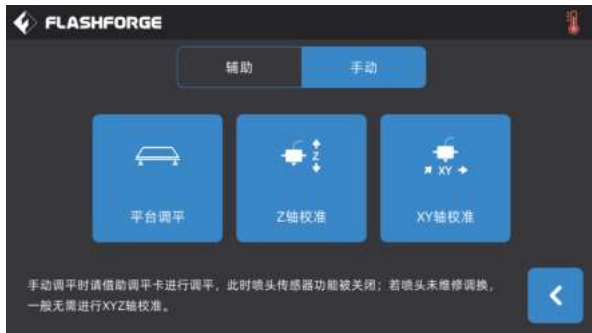 FLASHFORGE
辅助
手动
Z
XY
平台调平
Z轴校准
XY轴校准
手动调平时请借助调平卡进行调平，此时喷头传感器功能被关闭；若喷头未维修调换，
一般无需进行XYZ轴校准。